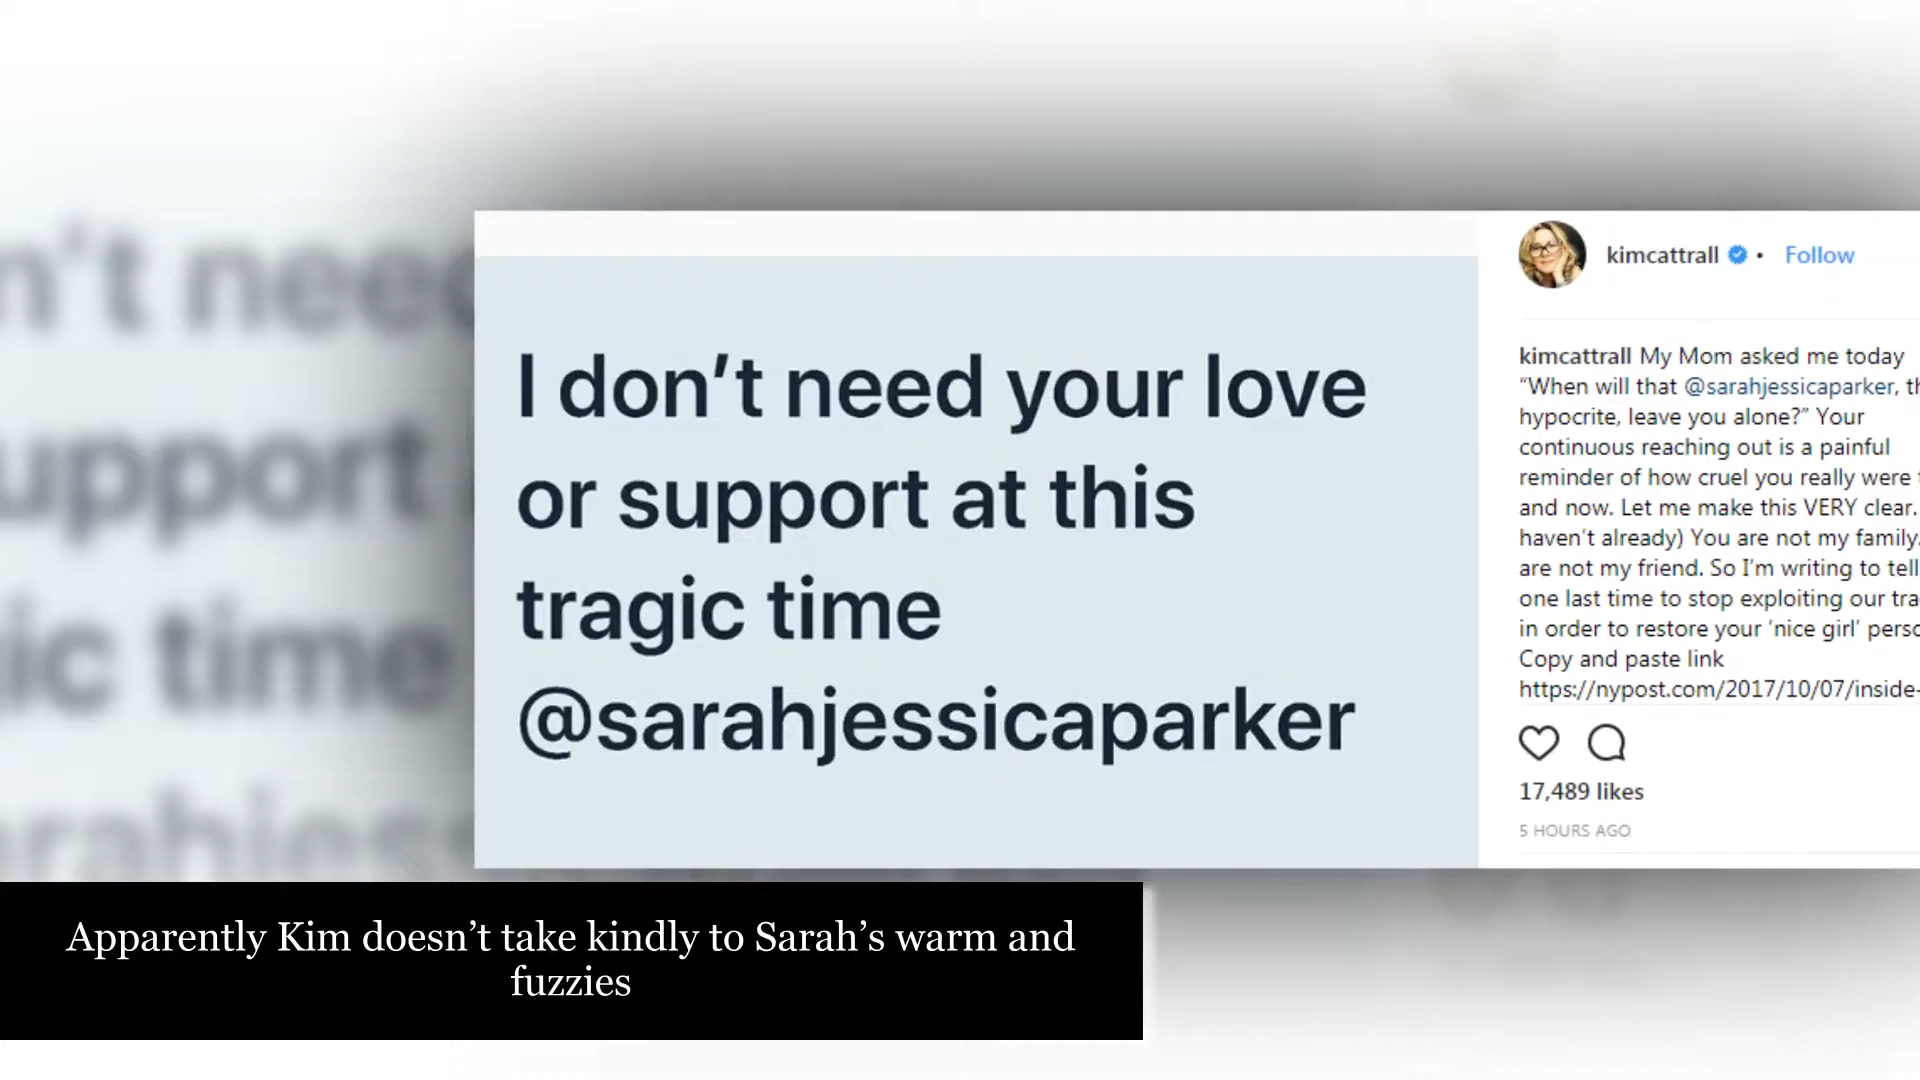 I don’t need your love
or support at this
tragic time
@sarahjessicaparker
kimcattrall • Follow
kimcattrall My Mom asked me today
“When will that @sarahjessicaparker,
hypocrite, leave you alone?” Your
continuous reaching out is a painful
reminder of how cruel you really were
and now. Let me make this VERY clear.
haven’t already) You are not my family.
are not my friend. So I’m writing to tell
one last time to stop exploiting our
in order to restore your ‘nice girl’
Copy and paste link
https://nypost.com/2017/10/07/inside-
17,489 likes
5 HOURS AGO
Apparently Kim doesn’t take kindly to Sarah’s warm and
fuzzies